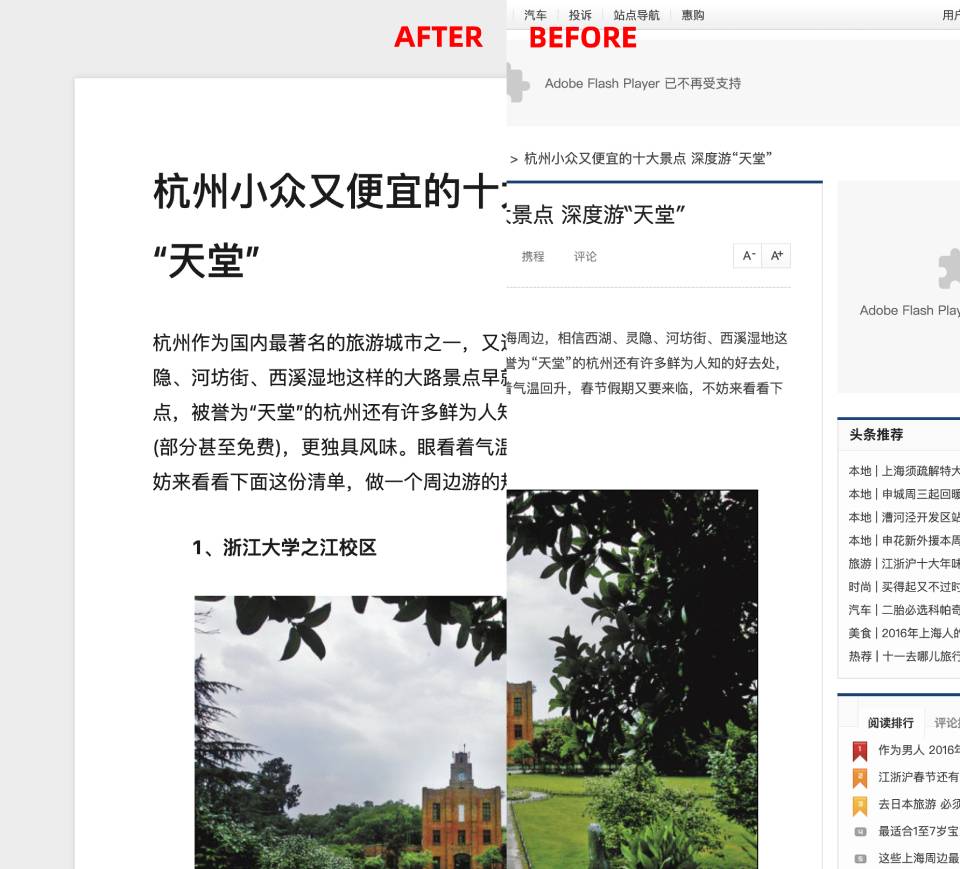 AFTER
杭州小众又便宜的十
“天堂”
杭州作为国内最著名的旅游城市之一，又
隐、河坊街、西溪湿地这样的大路景点早
点，被誉为“天堂”的杭州还有许多鲜为人
(部分甚至免费)，更独具风味。眼看着气温
妨来看看下面这份清单，做一个周边游的
1、浙江大学之江校区
汽车 投诉 站点导航 惠购 用户
BEFORE
Adobe Flash Player 已不再受支持
> 杭州小众又便宜的十大景点 深度游“天堂”
景点 深度游“天堂”
携程 评论 A- A+
海周边，相信西湖、灵隐、河坊街、西溪湿地这
誉为“天堂”的杭州还有许多鲜为人知的好去处，
着气温回升，春节假期又要来临，不妨来看看下
Adobe Flash Play
头条推荐
本地 | 上海须疏解特大
本地 | 申城周三起回暖
本地 | 漕河泾开发区站
本地 | 申花新外援本周
旅游 | 江浙沪十大年味
时尚 | 买得起又不过时
汽车 | 二胎必选科帕奇
美食 | 2016年上海人的
热荐 | 十一去哪儿旅行
阅读排行 评论
1 作为男人 2016年
2 江浙沪春节还有
3 去日本旅游 必须
4 最适合1至7岁宝
5 这些上海周边最